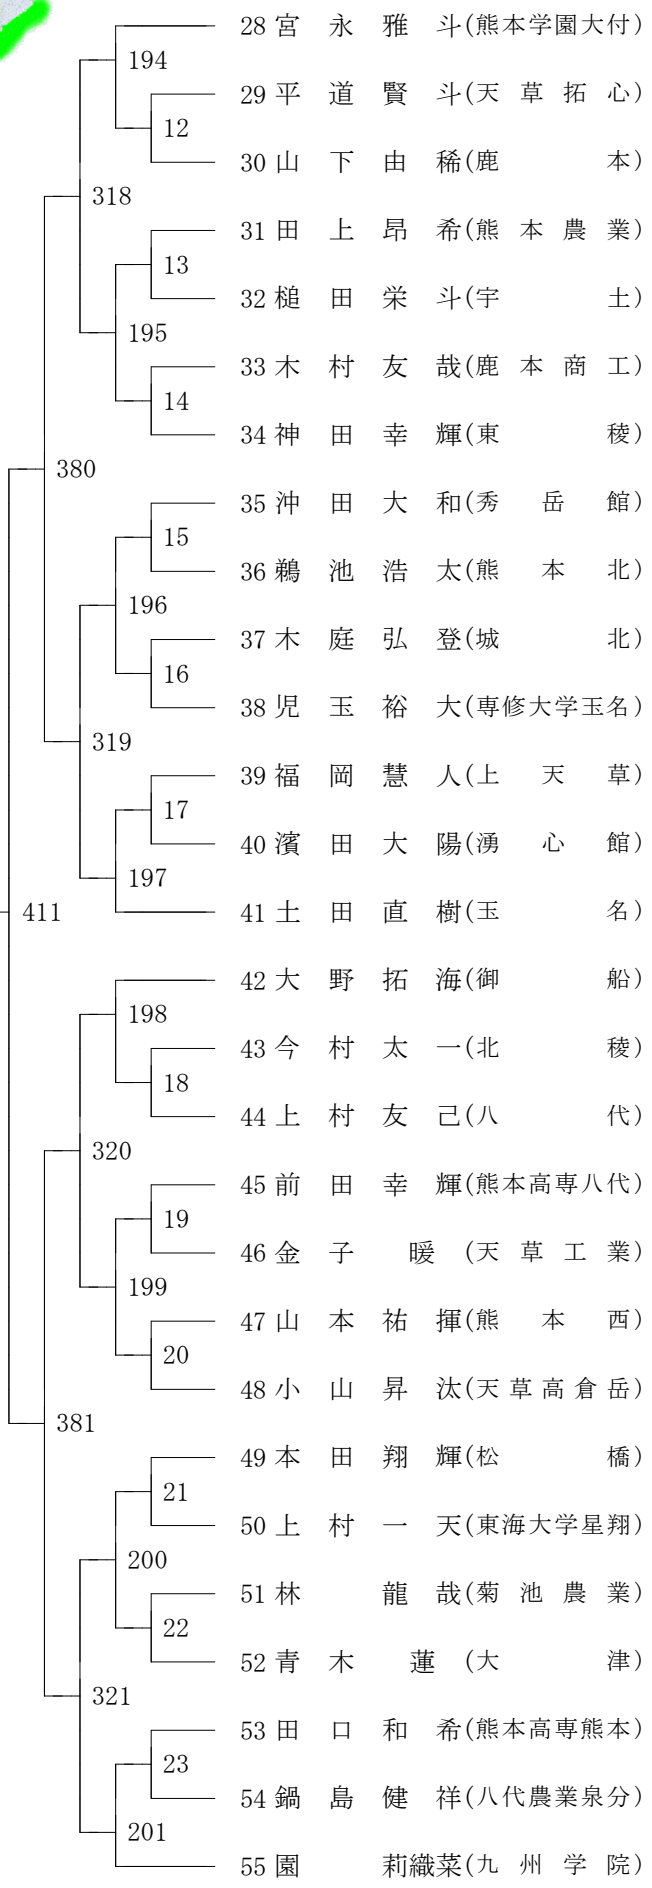 28 宮永雅斗(熊本学園大付)
194
29 平道賢斗(天草拓心)
12
30 山下由稀(鹿本)
318
31 田上昂希(熊本農業)
13
32 槌田栄斗(宇土)
195
33 木村友哉(鹿本商工)
14
34 神田幸輝(東稜)
380
35 沖田大和(秀岳館)
15
36 鵜池浩太(熊本北)
196
37 木庭弘登(城北)
16
38 児玉裕大(専修大学玉名)
319
39 福岡慧人(上天草)
17
40 濱田大陽(湧心館)
197
41 土田直樹(玉名)
411
42 大野拓海(御船)
198
43 今村太一(北稜)
18
44 上村友己(八代)
320
45 前田幸輝(熊本高専八代)
19
46 金子暖(天草工業)
199
47 山本祐揮(熊本西)
20
48 小山昇汰(天草高倉岳)
381
49 本田翔輝(松橋)
21
50 上村一天(東海大学星翔)
200
51 林龍哉(菊池農業)
22
52 青木蓮(大津)
321
53 田口和希(熊本高専熊本)
23
54 鍋島健祥(八代農業泉分)
201
55 園莉織菜(九州学院)